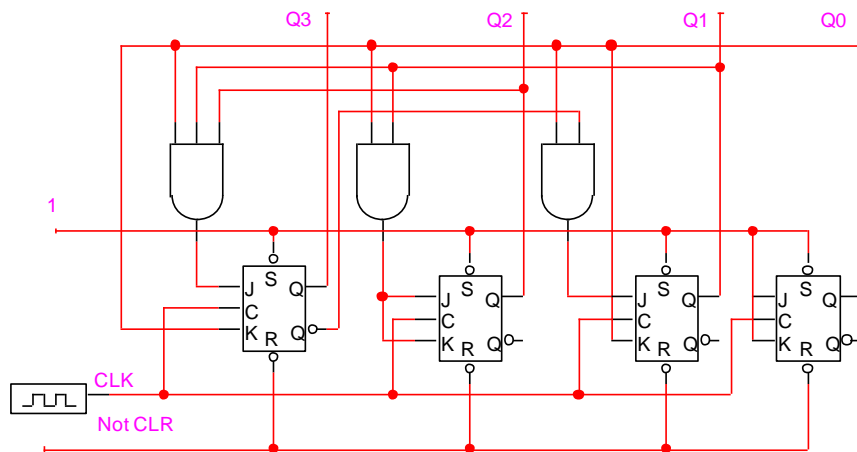 Q3 Q2 Q1 Q0
1
J S Q
C
K R Q
J S Q
C
K R Q
J S Q
C
K R Q
J S Q
C
K R Q
CLK
Not CLR